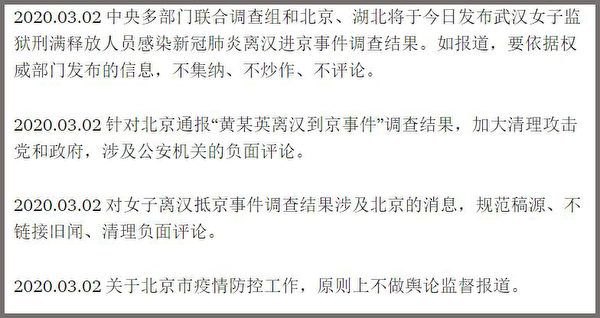 2020.03.02 中央多部门联合调查组和北京、湖北将于今日发布武汉女子监
狱刑满释放人员感染新冠肺炎离汉进京事件调查结果。如报道，要依据权
威部门发布的信息，不集纳、不炒作、不评论。
2020.03.02 针对北京通报“黄某英离汉到京事件”调查结果，加大清理攻击
党和政府，涉及公安机关的负面评论。
2020.03.02 对女子离汉抵京事件调查结果涉及北京的消息，规范稿源、不
链接旧闻、清理负面评论。
2020.03.02 关于北京市疫情防控工作，原则上不做舆论监督报道。